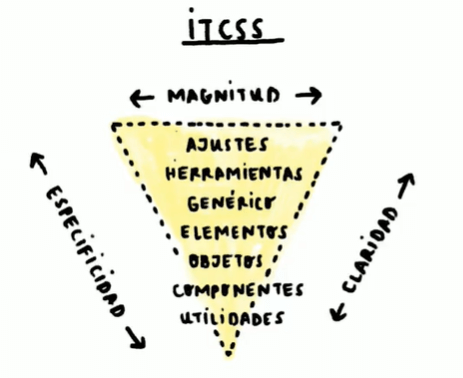 iTCSS
MAGNITUD
AJUSTES
HERRAMIENTAS
GENÉRICO
ELEMENTOS
OBJETOS
COMPONENTES
UTILIDADES
ESPECIFICIDAD
CLARIDAD